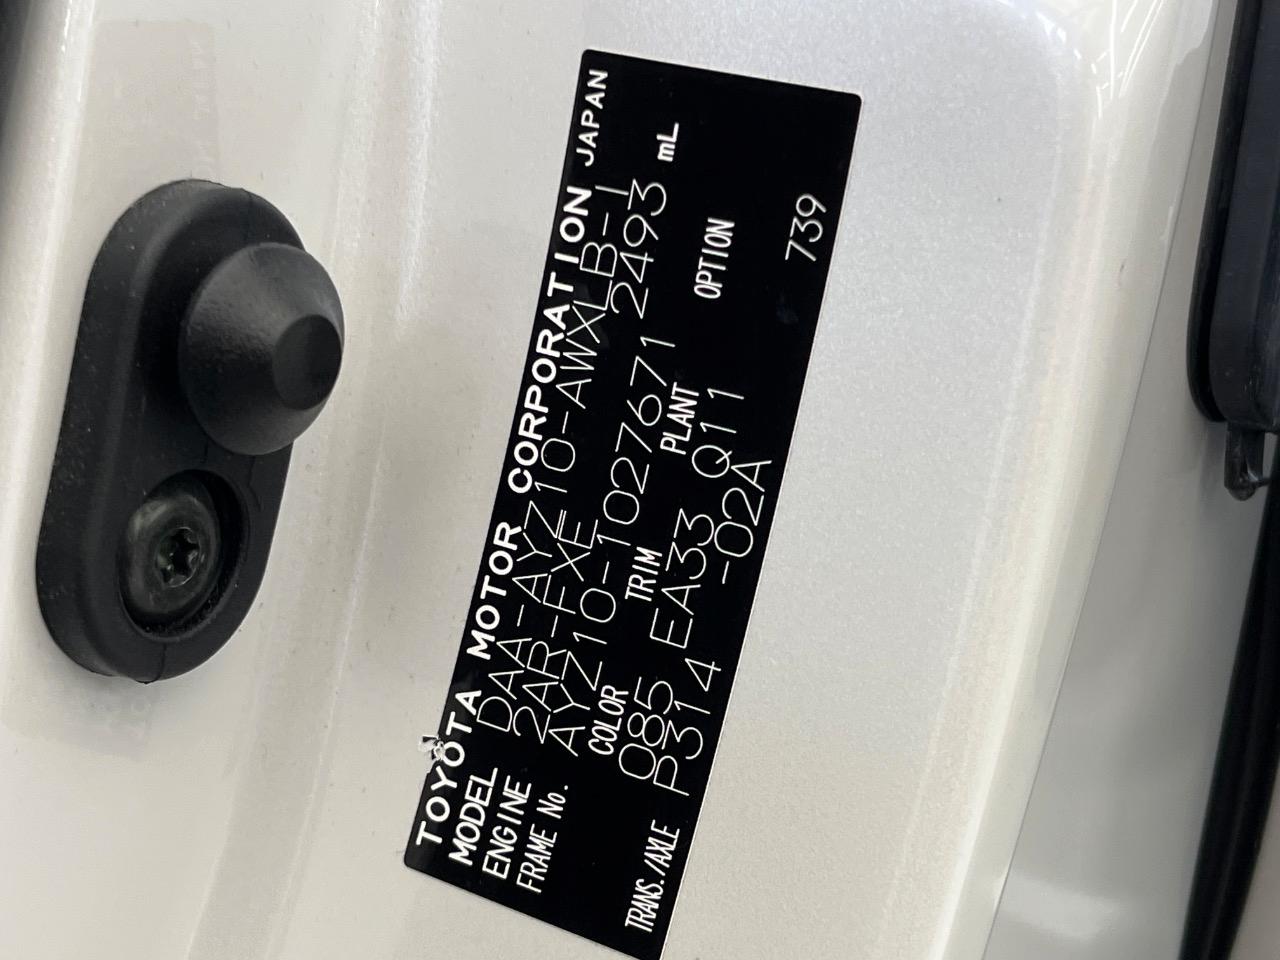 TOYOTA MOTOR CORPORATION JAPAN
MODEL DAA-AYZ10-AWXLB-I
ENGINE 2AR-FXE 2493 mL
FRAME No. AYZ10-1027671
COLOR TRIM PLANT OPTION
085 EA33 Q11
TRANS./AXLE P314 -02A 739